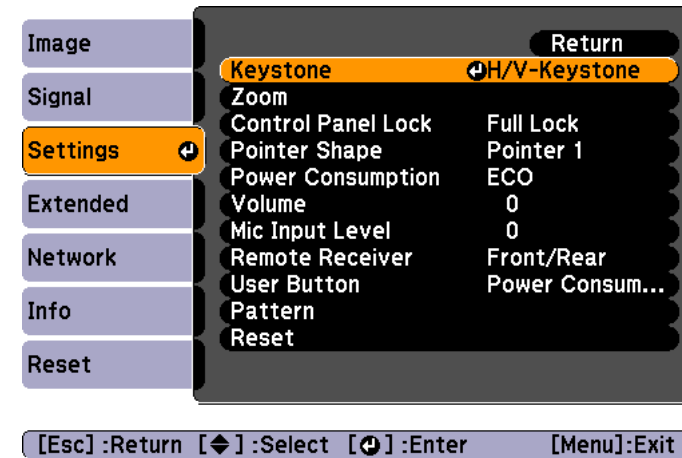 Image
Signal
Settings
Extended
Network
Info
Reset
Return
Keystone H/V-Keystone
Zoom
Control Panel Lock Full Lock
Pointer Shape Pointer 1
Power Consumption ECO
Volume 0
Mic Input Level 0
Remote Receiver Front/Rear
User Button Power Consum...
Pattern
Reset
[Esc] :Return [◆] :Select [⏎] :Enter [Menu]:Exit